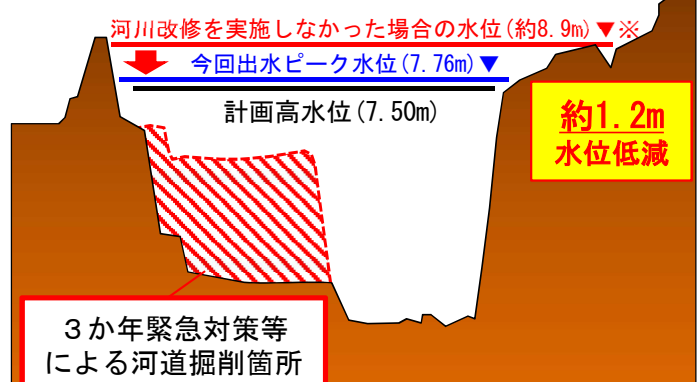 河川改修を実施しなかった場合の水位(約8.9m)▼※
今回出水ピーク水位(7.76m)▼
計画高水位(7.50m)
約1.2m
水位低減
３か年緊急対策等
による河道掘削箇所